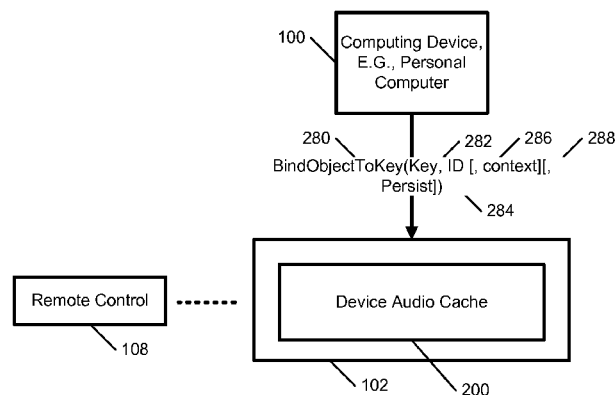 100
Computing Device,
E.G., Personal
Computer
280
282
286
288
BindObjectToKey(Key, ID [, context][,
Persist])
284
Remote Control
Device Audio Cache
108
102
200